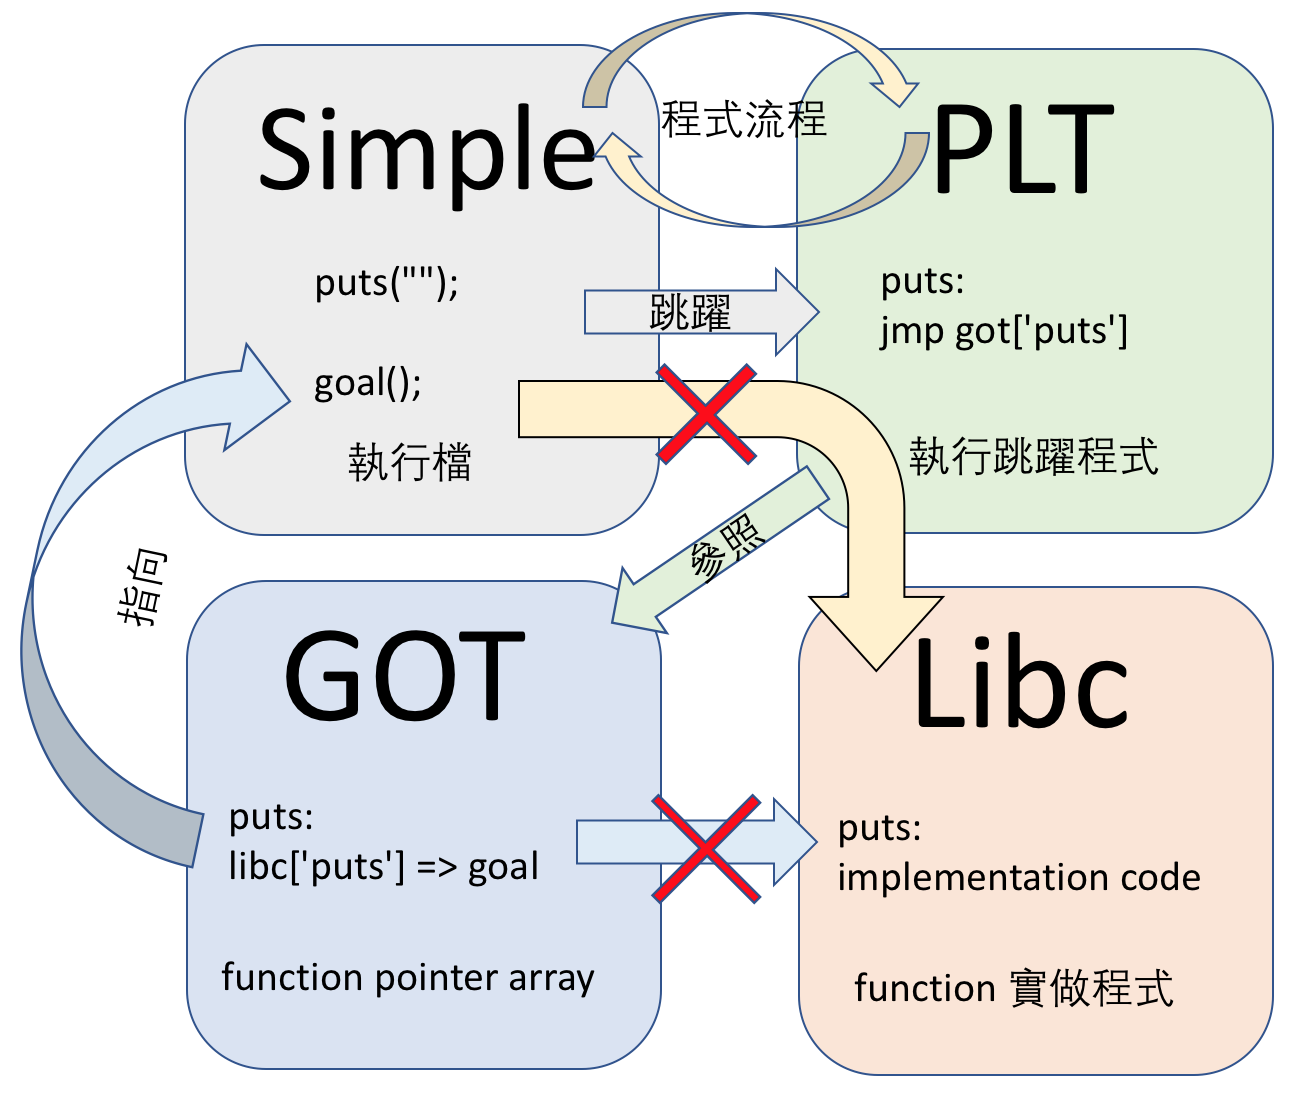 Simple
puts("");
goal();
執行檔
程式流程
跳躍
PLT
puts:
jmp got['puts']
執行跳躍程式
參照
指向
GOT
puts:
libc['puts'] => goal
function pointer array
Libc
puts:
implementation code
function 實做程式